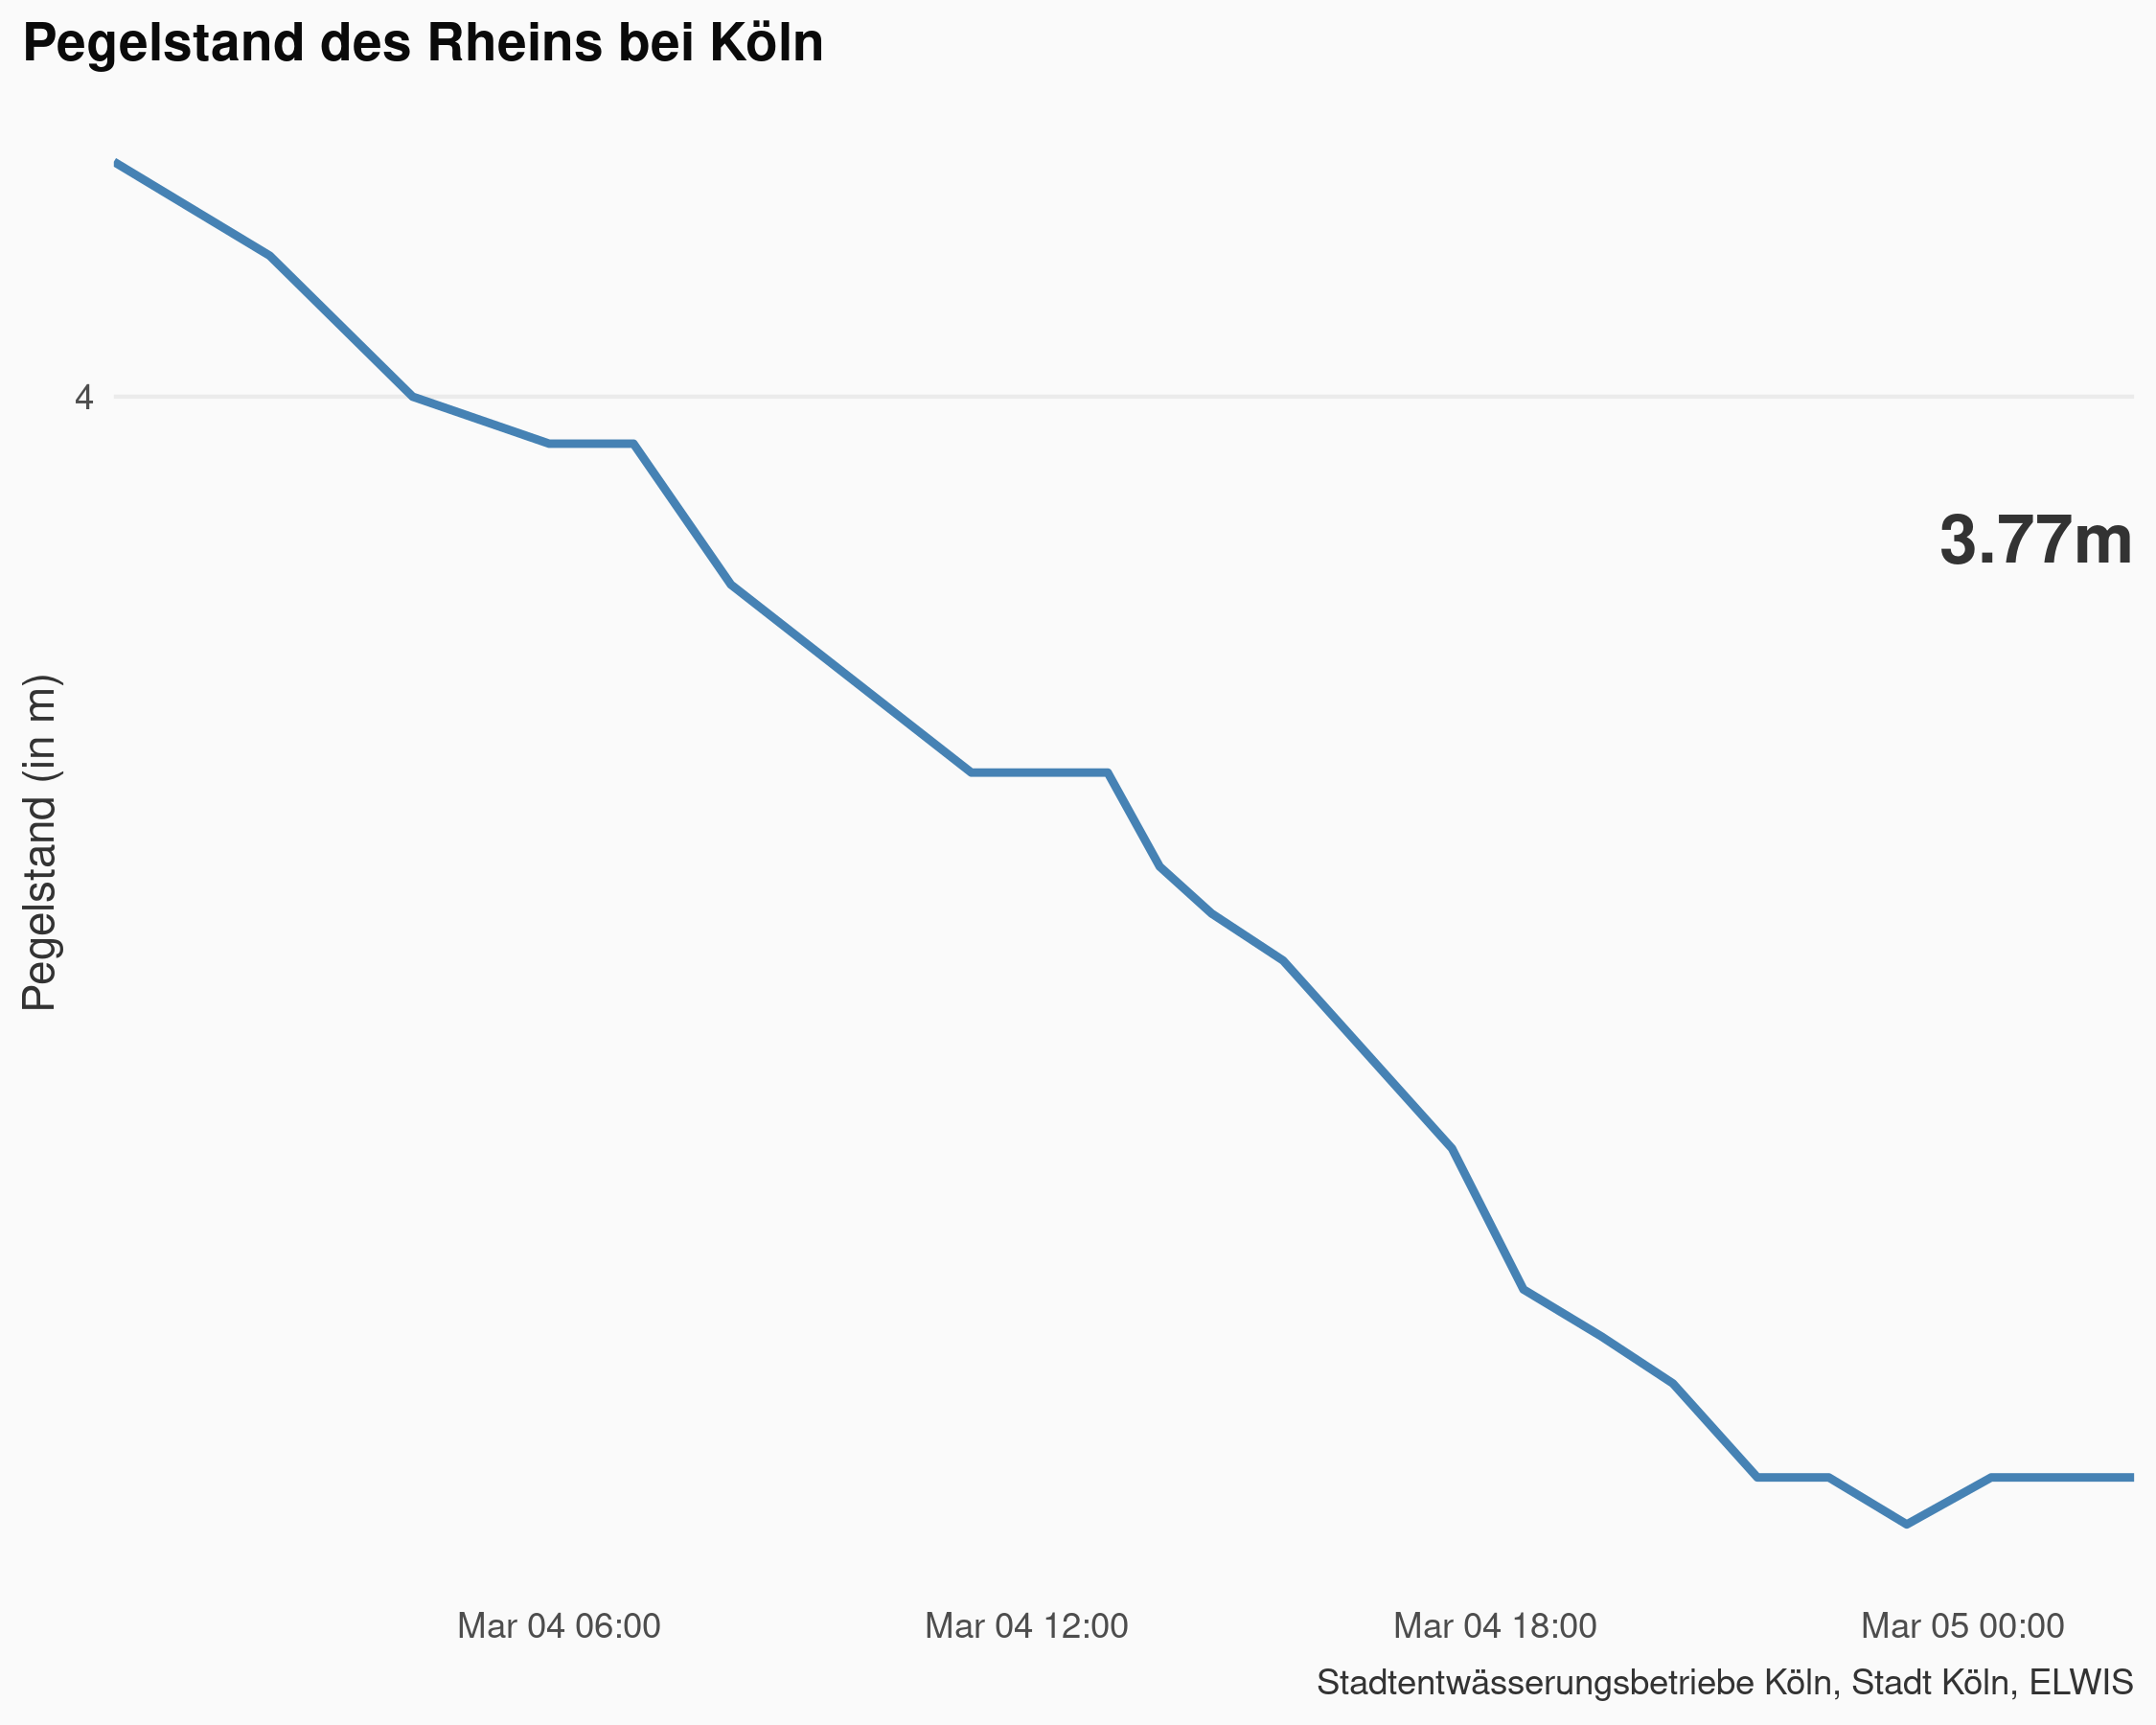 Pegelstand des Rheins bei Köln
4
3.77m
Pegelstand (in m)
Mar 04 06:00
Mar 04 12:00
Mar 04 18:00
Mar 05 00:00
Stadtentwässerungsbetriebe Köln, Stadt Köln, ELWIS